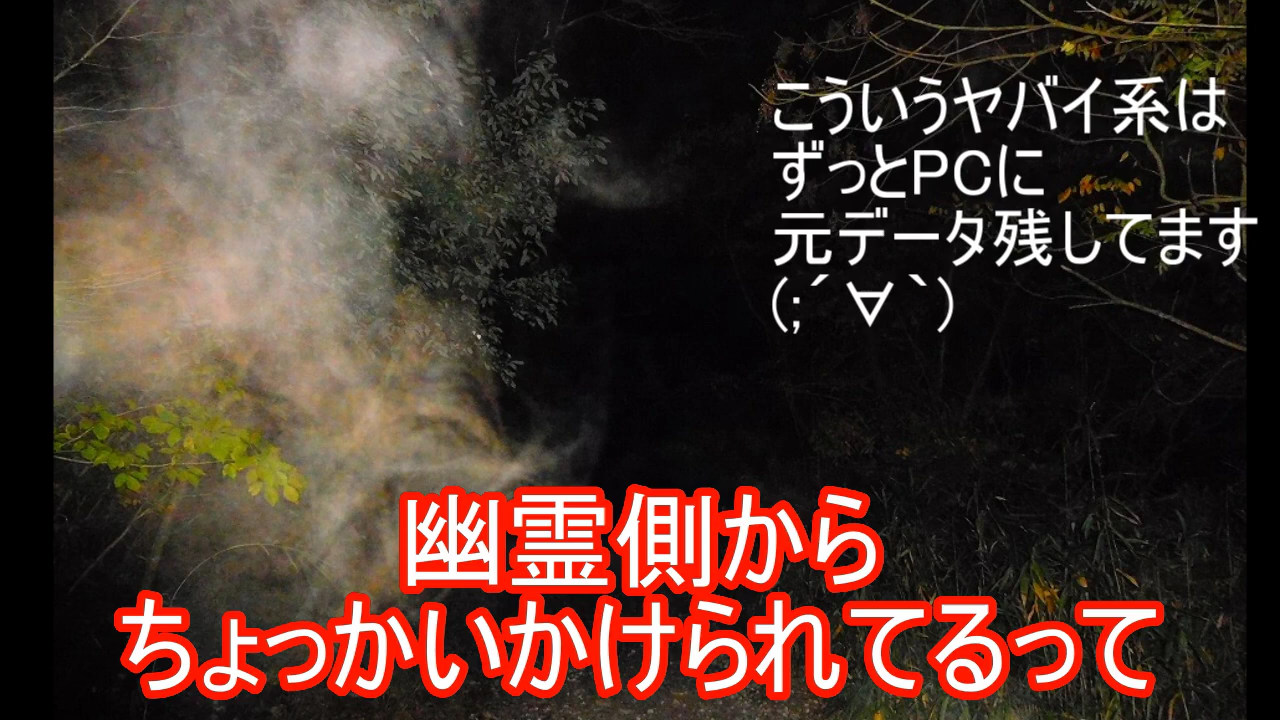 こういうヤバイ系は
ずっとPCに
元データ残してます
(;´∀`)
幽霊側から
ちょっかいかけられてるって